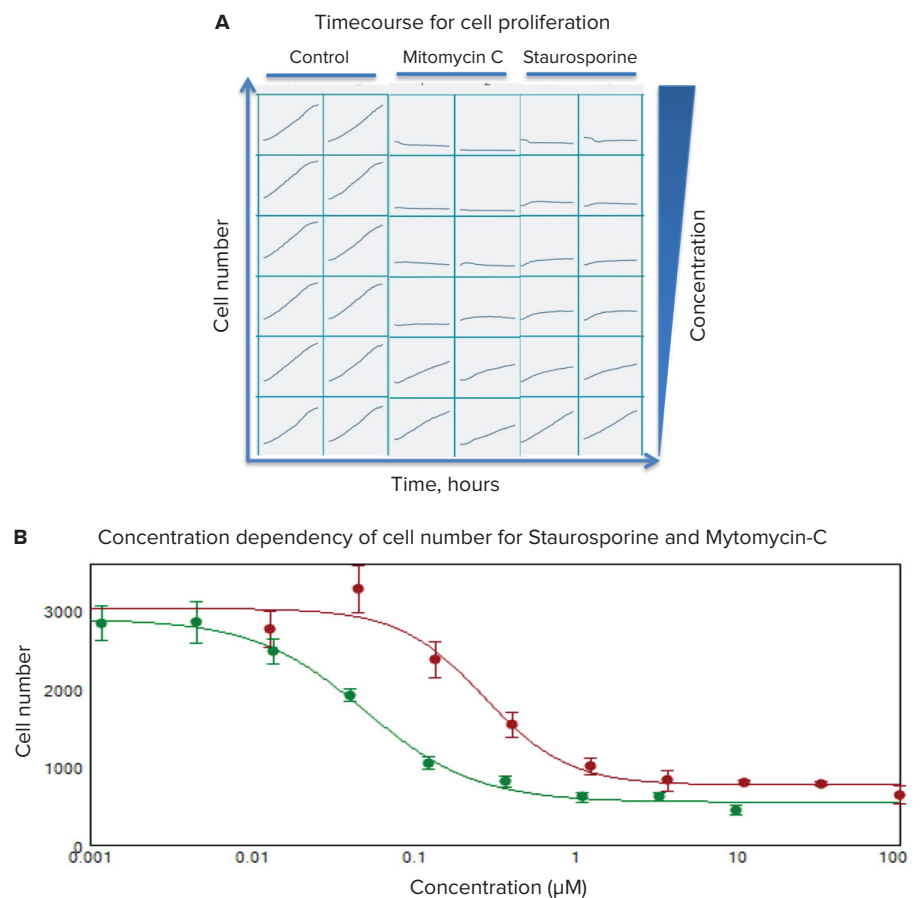 A Timecourse for cell proliferation
Control Mitomycin C Staurosporine
Cell number
Concentration
Time, hours
B Concentration dependency of cell number for Staurosporine and Mytomycin-C
Cell number
3000
2000
1000
0
0.001 0.01 0.1 1 10 100
Concentration (µM)